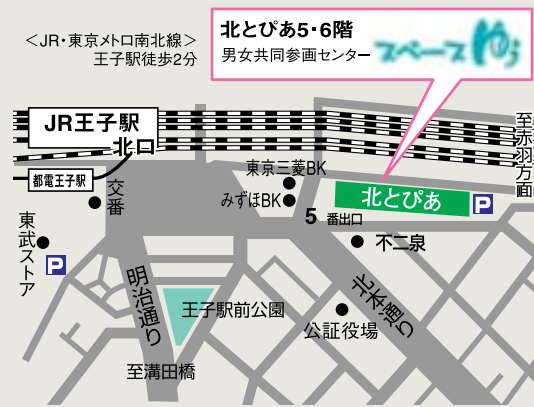 <JR・東京メトロ南北線>
王子駅徒歩2分
北とぴあ5・6階
男女共同参画センター スペースゆう
JR王子駅
北口
至赤羽方面
都電王子駅
交番
東京三菱BK
みずほBK
北とぴあ
P
5 番出口
東武ストア
P
不二泉
明治通り
王子駅前公園
北本通り
公証役場
至溝田橋